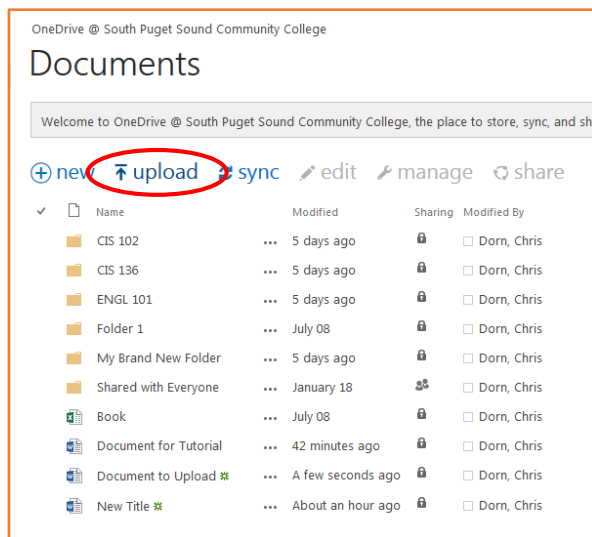 OneDrive @ South Puget Sound Community College
Documents
Welcome to OneDrive @ South Puget Sound Community College, the place to store, sync, and sh
new upload sync edit manage share
Name Modified Sharing Modified By
CIS 102 ... 5 days ago Dorn, Chris
CIS 136 ... 5 days ago Dorn, Chris
ENGL 101 ... 5 days ago Dorn, Chris
Folder 1 ... July 08 Dorn, Chris
My Brand New Folder ... 5 days ago Dorn, Chris
Shared with Everyone ... January 18 Dorn, Chris
Book ... July 08 Dorn, Chris
Document for Tutorial ... 42 minutes ago Dorn, Chris
Document to Upload ... A few seconds ago Dorn, Chris
New Title ... About an hour ago Dorn, Chris